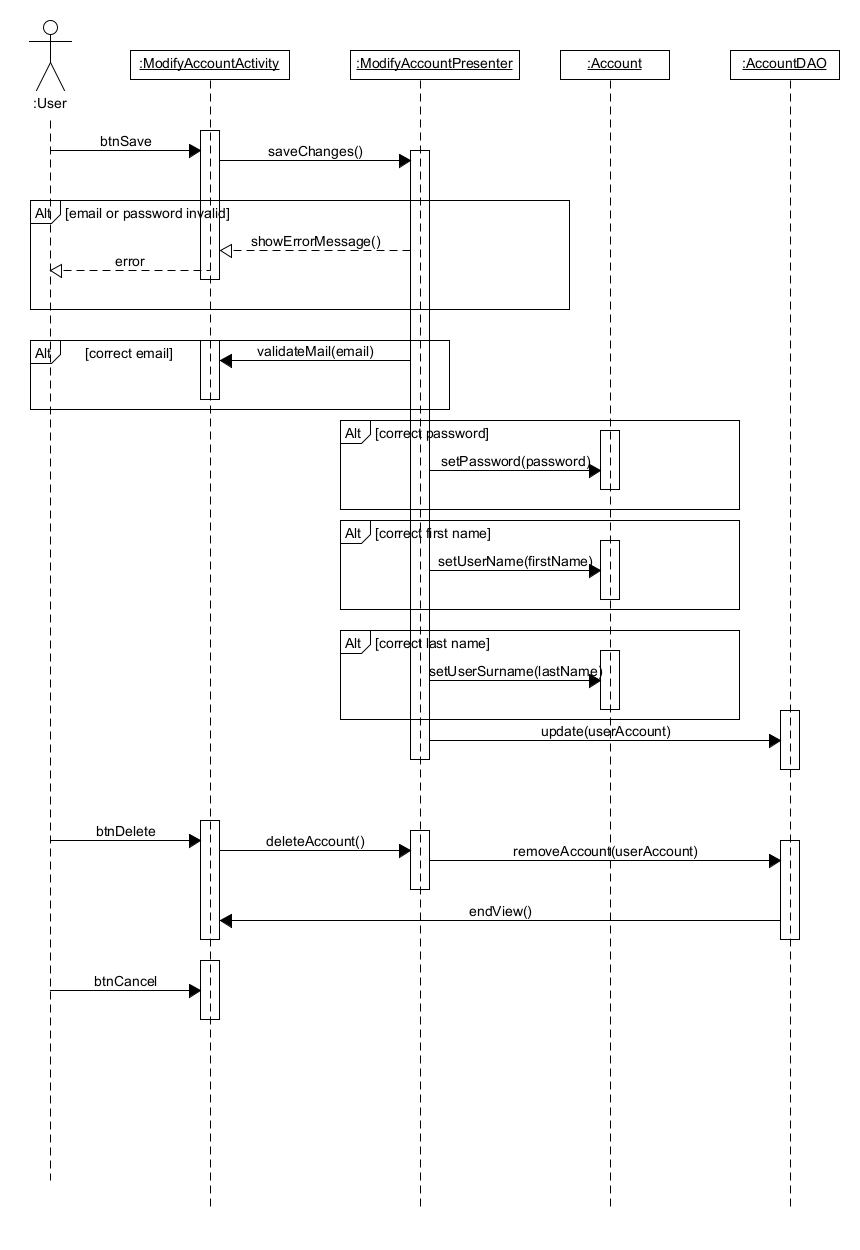 :ModifyAccountActivity
:ModifyAccountPresenter
:Account
:AccountDAO
:User
btnSave
saveChanges()
Alt
[email or password invalid]
showErrorMessage()
error
Alt
[correct email]
validateMail(email)
Alt
[correct password]
setPassword(password)
Alt
[correct first name]
setUserName(firstName)
Alt
[correct last name]
setUserSurname(lastName)
update(userAccount)
btnDelete
deleteAccount()
removeAccount(userAccount)
endView()
btnCancel